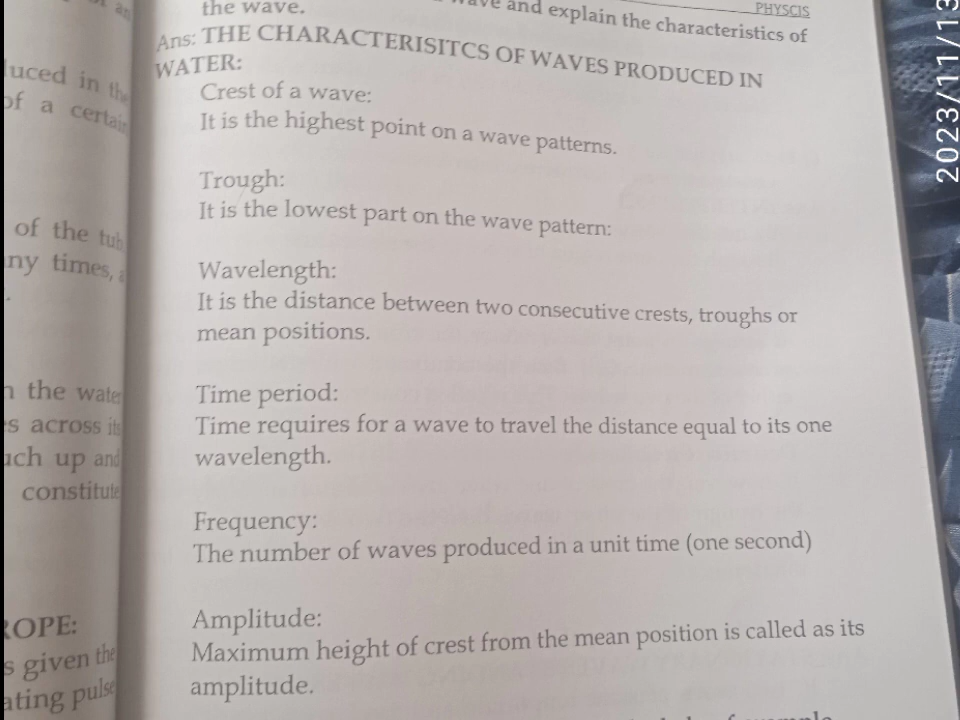 PHYSCIS
and explain the characteristics of
the wave.
Ans: THE CHARACTERISITCS OF WAVES PRODUCED IN
WATER:
Crest of a wave:
It is the highest point on a wave patterns.
Trough:
It is the lowest part on the wave pattern:
Wavelength:
It is the distance between two consecutive crests, troughs or
mean positions.
Time period:
Time requires for a wave to travel the distance equal to its one
wavelength.
Frequency:
The number of waves produced in a unit time (one second)
Amplitude:
Maximum height of crest from the mean position is called as its
amplitude.
uced in the
of a certain
of the tub
ny times, a
n the water
s across its
ach up and
constitute
ROPE:
s given the
ating pulse
2023/11/13